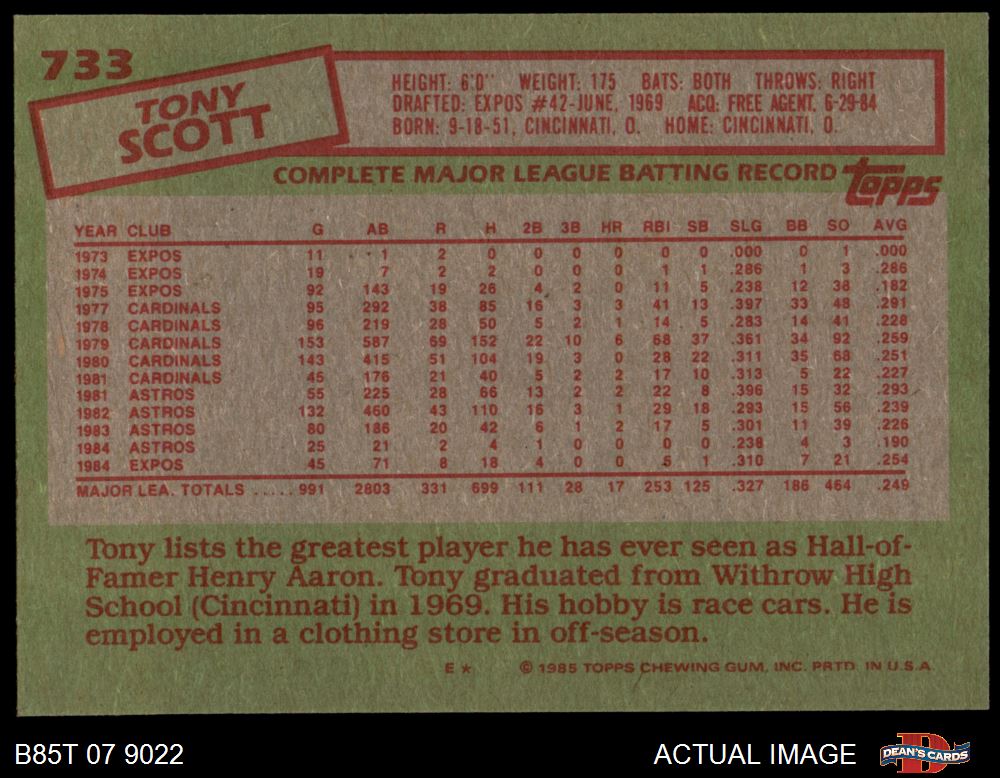 733
TONY
SCOTT
HEIGHT: 6'0" WEIGHT: 175 BATS: BOTH THROWS: RIGHT
DRAFTED: EXPOS #42-JUNE, 1969 ACQ: FREE AGENT, 6-29-84
BORN: 9-18-51, CINCINNATI, O. HOME: CINCINNATI, O.
COMPLETE MAJOR LEAGUE BATTING RECORD topps
YEAR CLUB G AB R H 2B 3B HR RBI SB SLG BB SO AVG
1973 EXPOS 11 1 2 0 0 0 0 0 0 .000 0 1 .000
1974 EXPOS 19 7 2 2 0 0 0 1 1 .286 1 3 .286
1975 EXPOS 92 143 19 26 4 2 0 11 5 .238 12 38 .182
1977 CARDINALS 95 292 38 85 16 3 3 41 13 .397 33 48 .291
1978 CARDINALS 96 219 28 50 5 2 1 14 5 .283 14 41 .228
1979 CARDINALS 153 587 69 152 22 10 6 68 37 .361 34 92 .259
1980 CARDINALS 143 415 51 104 19 3 0 28 22 .311 35 68 .251
1981 CARDINALS 45 176 21 40 5 2 2 17 10 .313 5 22 .227
1981 ASTROS 55 225 28 66 13 2 2 22 8 .396 15 32 .293
1982 ASTROS 132 460 43 110 16 3 1 29 18 .293 15 56 .239
1983 ASTROS 80 186 20 42 6 1 2 17 5 .301 11 39 .226
1984 ASTROS 25 21 2 4 1 0 0 0 0 .238 4 3 .190
1984 EXPOS 45 71 8 18 4 0 0 5 1 .310 7 21 .254
MAJOR LEA. TOTALS ..... 991 2803 331 699 111 28 17 253 125 .327 186 464 .249
Tony lists the greatest player he has ever seen as Hall-of-
Famer Henry Aaron. Tony graduated from Withrow High
School (Cincinnati) in 1969. His hobby is race cars. He is
employed in a clothing store in off-season.
E * © 1985 TOPPS CHEWING GUM, INC. PRTD. IN U.S.A.
B85T 07 9022 ACTUAL IMAGE DEAN'S CARDS